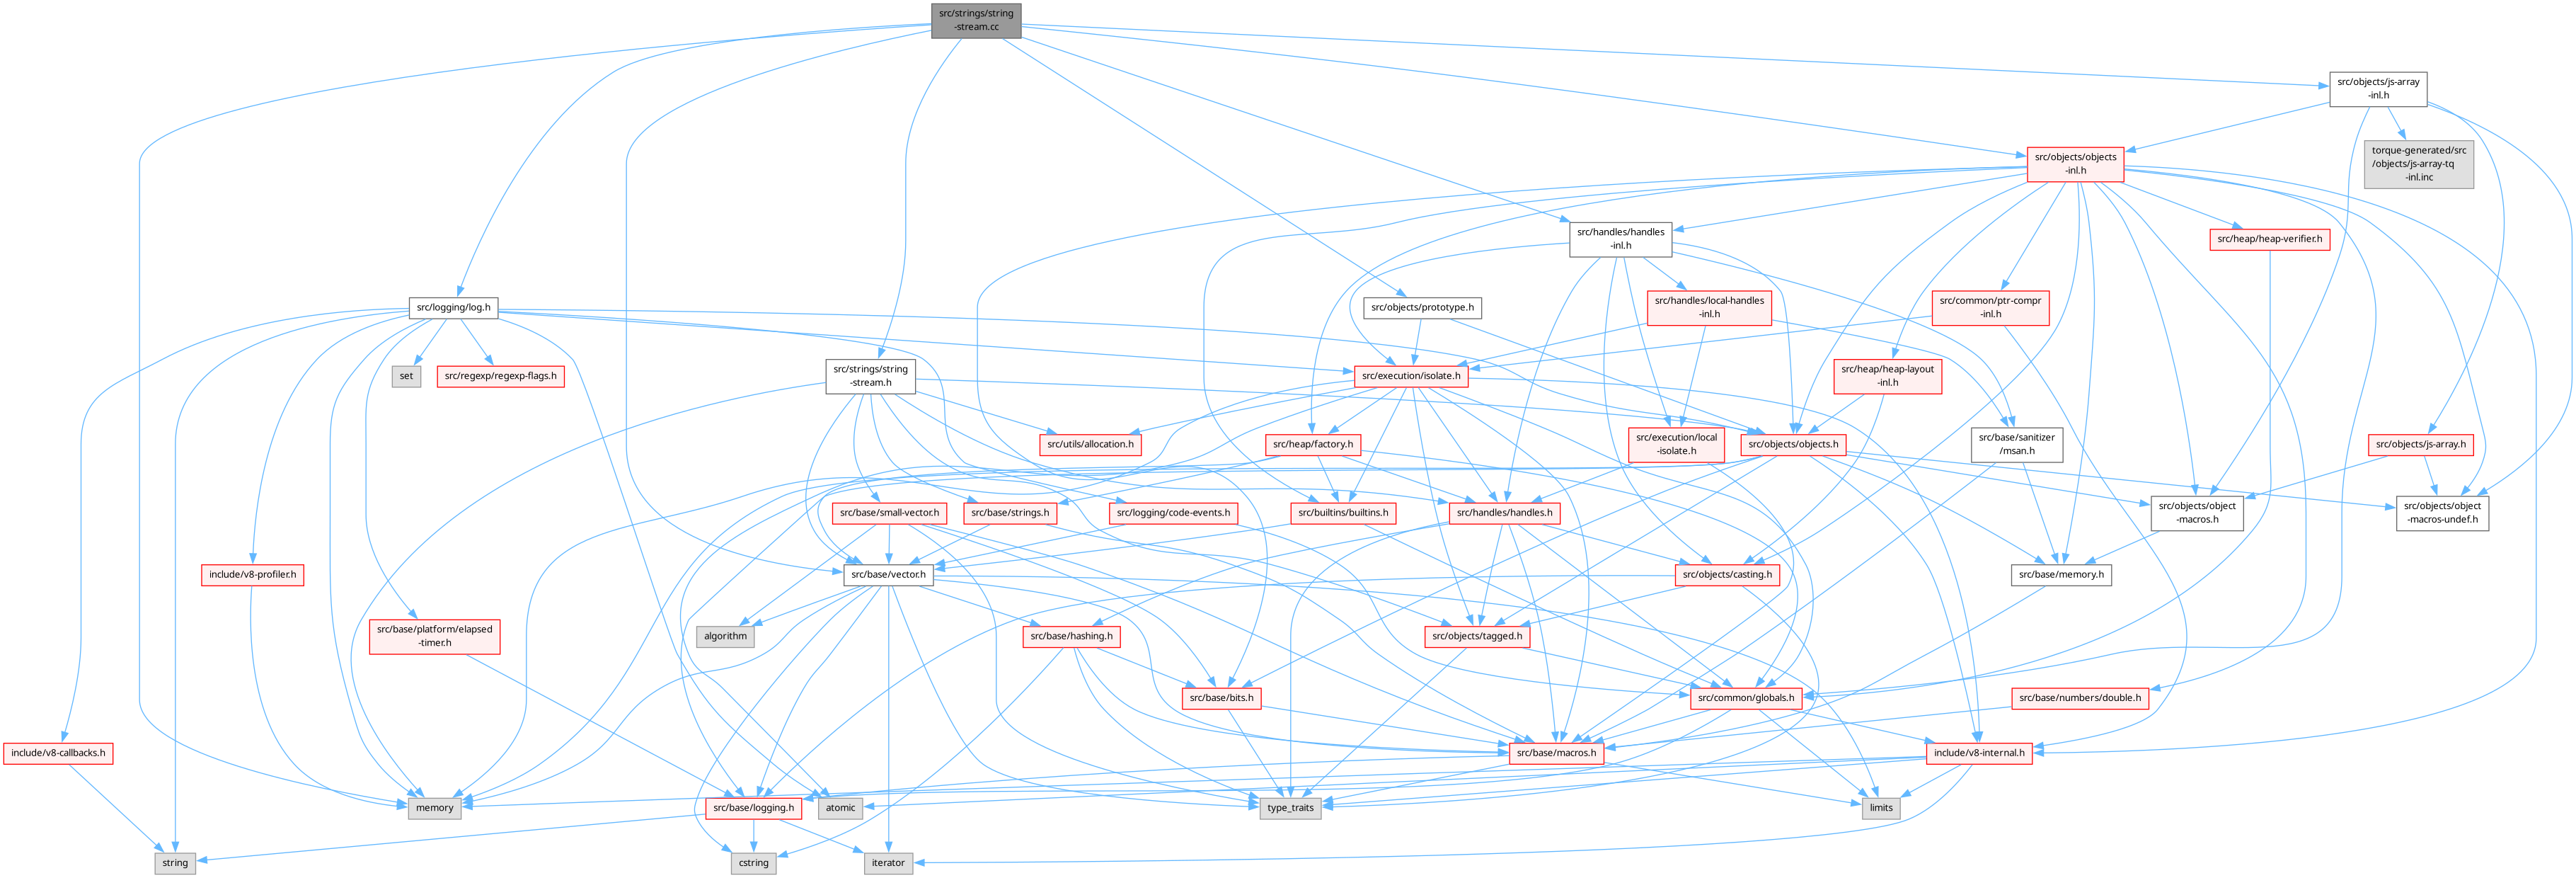 src/strings/string
-stream.cc
src/objects/js-array
-inl.h
torque-generated/src
/objects/js-array-tq
-inl.inc
src/objects/objects
-inl.h
src/handles/handles
-inl.h
src/heap/heap-verifier.h
src/logging/log.h
src/objects/prototype.h
src/handles/local-handles
-inl.h
src/common/ptr-compr
-inl.h
set
src/regexp/regexp-flags.h
src/strings/string
-stream.h
src/execution/isolate.h
src/heap/heap-layout
-inl.h
src/utils/allocation.h
src/heap/factory.h
src/execution/local
-isolate.h
src/objects/objects.h
src/base/sanitizer
/msan.h
src/objects/js-array.h
src/base/small-vector.h
src/base/strings.h
src/logging/code-events.h
src/builtins/builtins.h
src/handles/handles.h
src/objects/object
-macros.h
src/objects/object
-macros-undef.h
include/v8-profiler.h
src/base/vector.h
src/objects/casting.h
src/base/memory.h
src/base/platform/elapsed
-timer.h
algorithm
src/base/hashing.h
src/objects/tagged.h
src/base/bits.h
src/common/globals.h
src/base/numbers/double.h
include/v8-callbacks.h
src/base/macros.h
include/v8-internal.h
memory
src/base/logging.h
atomic
type_traits
limits
string
cstring
iterator